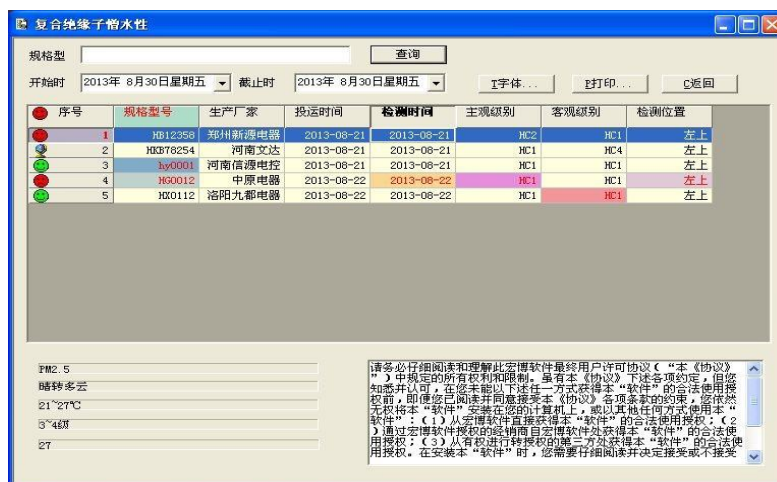 复合绝缘子憎水性
规格型 查询
开始时 2013年 8月30日星期五 截止时 2013年 8月30日星期五 T字体... P打印... C返回
序号 规格型号 生产厂家 投运时间 检测时间 主观级别 客观级别 检测位置
1 HB12358 郑州新源电器 2013-08-21 2013-08-21 HC2 HC1 左上
2 HKB78254 河南文达 2013-08-21 2013-08-21 HC1 HC4 左上
3 hy0001 河南信源电控 2013-08-21 2013-08-21 HC1 HC1 左上
4 HG0012 中原电器 2013-08-22 2013-08-22 HC1 HC1 左上
5 HX0112 洛阳九都电器 2013-08-22 2013-08-22 HC1 HC1 左上
PM2.5
晴转多云
21~27℃
3~4级
27
请务必仔细阅读和理解此宏博软件最终用户许可协议(“本《协议》
”)中规定的所有权利和限制。虽有本《协议》下述各项约定，但您
知悉并认可，在您未能以下述任一方式获得本“软件”的合法使用授
权前，即便您已阅读并同意接受本《协议》各项条款的约束，您依然
无权将本“软件”安装在您的计算机上，或以其他任何方式使用本“
软件”：(1)从宏博软件直接获得本“软件”的合法使用授权；(2
)通过宏博软件授权的经销商自宏博软件处获得本“软件”的合法使
用授权；(3)从有权进行转授权的第三方处获得本“软件”的合法使
用授权。在安装本“软件”时，您需要仔细阅读并决定接受或不接受